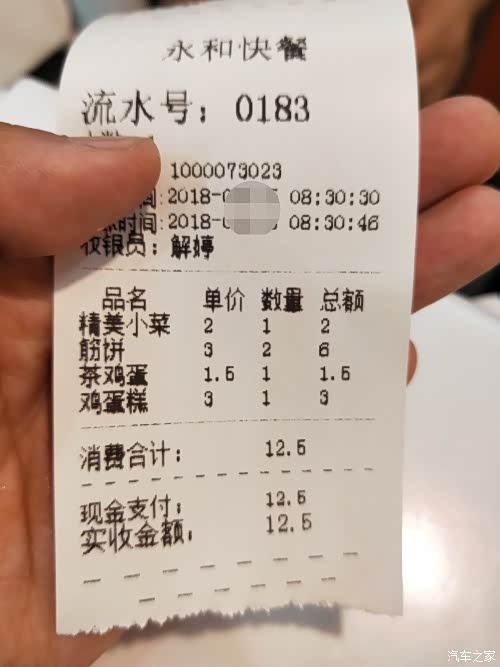 永和快餐
流水号：0183
1000073023
间:2018-0 08:30:30
时间:2018-0 08:30:46
收银员：解婷
品名 单价 数量 总额
精美小菜 2 1 2
筋饼 3 2 6
茶鸡蛋 1.5 1 1.5
鸡蛋糕 3 1 3
消费合计： 12.5
现金支付： 12.5
实收金额： 12.5
汽车之家